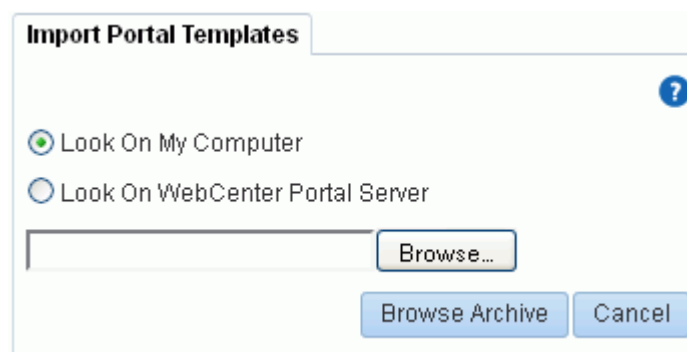 Import Portal Templates
?
Look On My Computer
Look On WebCenter Portal Server
Browse...
Browse Archive Cancel